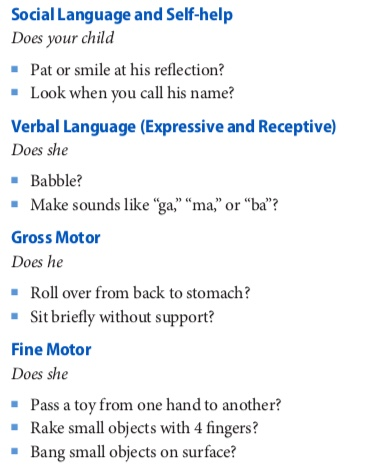 Social Language and Self-help
Does your child
▪ Pat or smile at his reflection?
▪ Look when you call his name?
Verbal Language (Expressive and Receptive)
Does she
▪ Babble?
▪ Make sounds like “ga,” “ma,” or “ba”?
Gross Motor
Does he
▪ Roll over from back to stomach?
▪ Sit briefly without support?
Fine Motor
Does she
▪ Pass a toy from one hand to another?
▪ Rake small objects with 4 fingers?
▪ Bang small objects on surface?